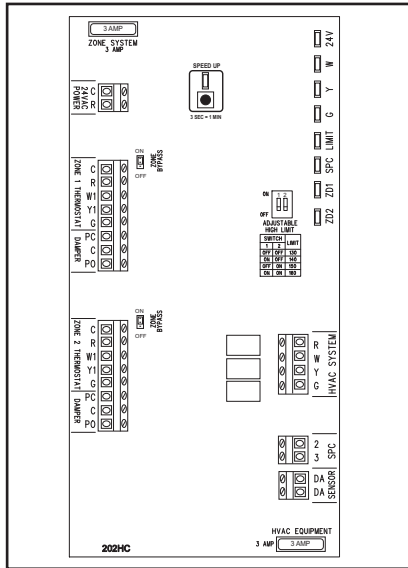 3 AMP
ZONE SYSTEM
3 AMP
24VAC POWER
C
R
SPEED UP
3 SEC = 1 MIN
24V
W
Y
G
LIMIT
SPC
ZD1
ZD2
ZONE 1 THERMOSTAT
C
R
W1
Y1
G
DAMPER
PC
C
PO
ON
OFF
ZONE BYPASS
ON
OFF
1 2
ADJUSTABLE
HIGH LIMIT
SWITCH LIMIT
1 2
OFF OFF 130
ON OFF 140
OFF ON 150
ON ON 160
ZONE 2 THERMOSTAT
C
R
W1
Y1
G
DAMPER
PC
C
PO
ON
OFF
ZONE BYPASS
R
W
Y
G
HVAC SYSTEM
2
3
SPC
DA
DA
SENSOR
HVAC EQUIPMENT
3 AMP
3 AMP
202HC